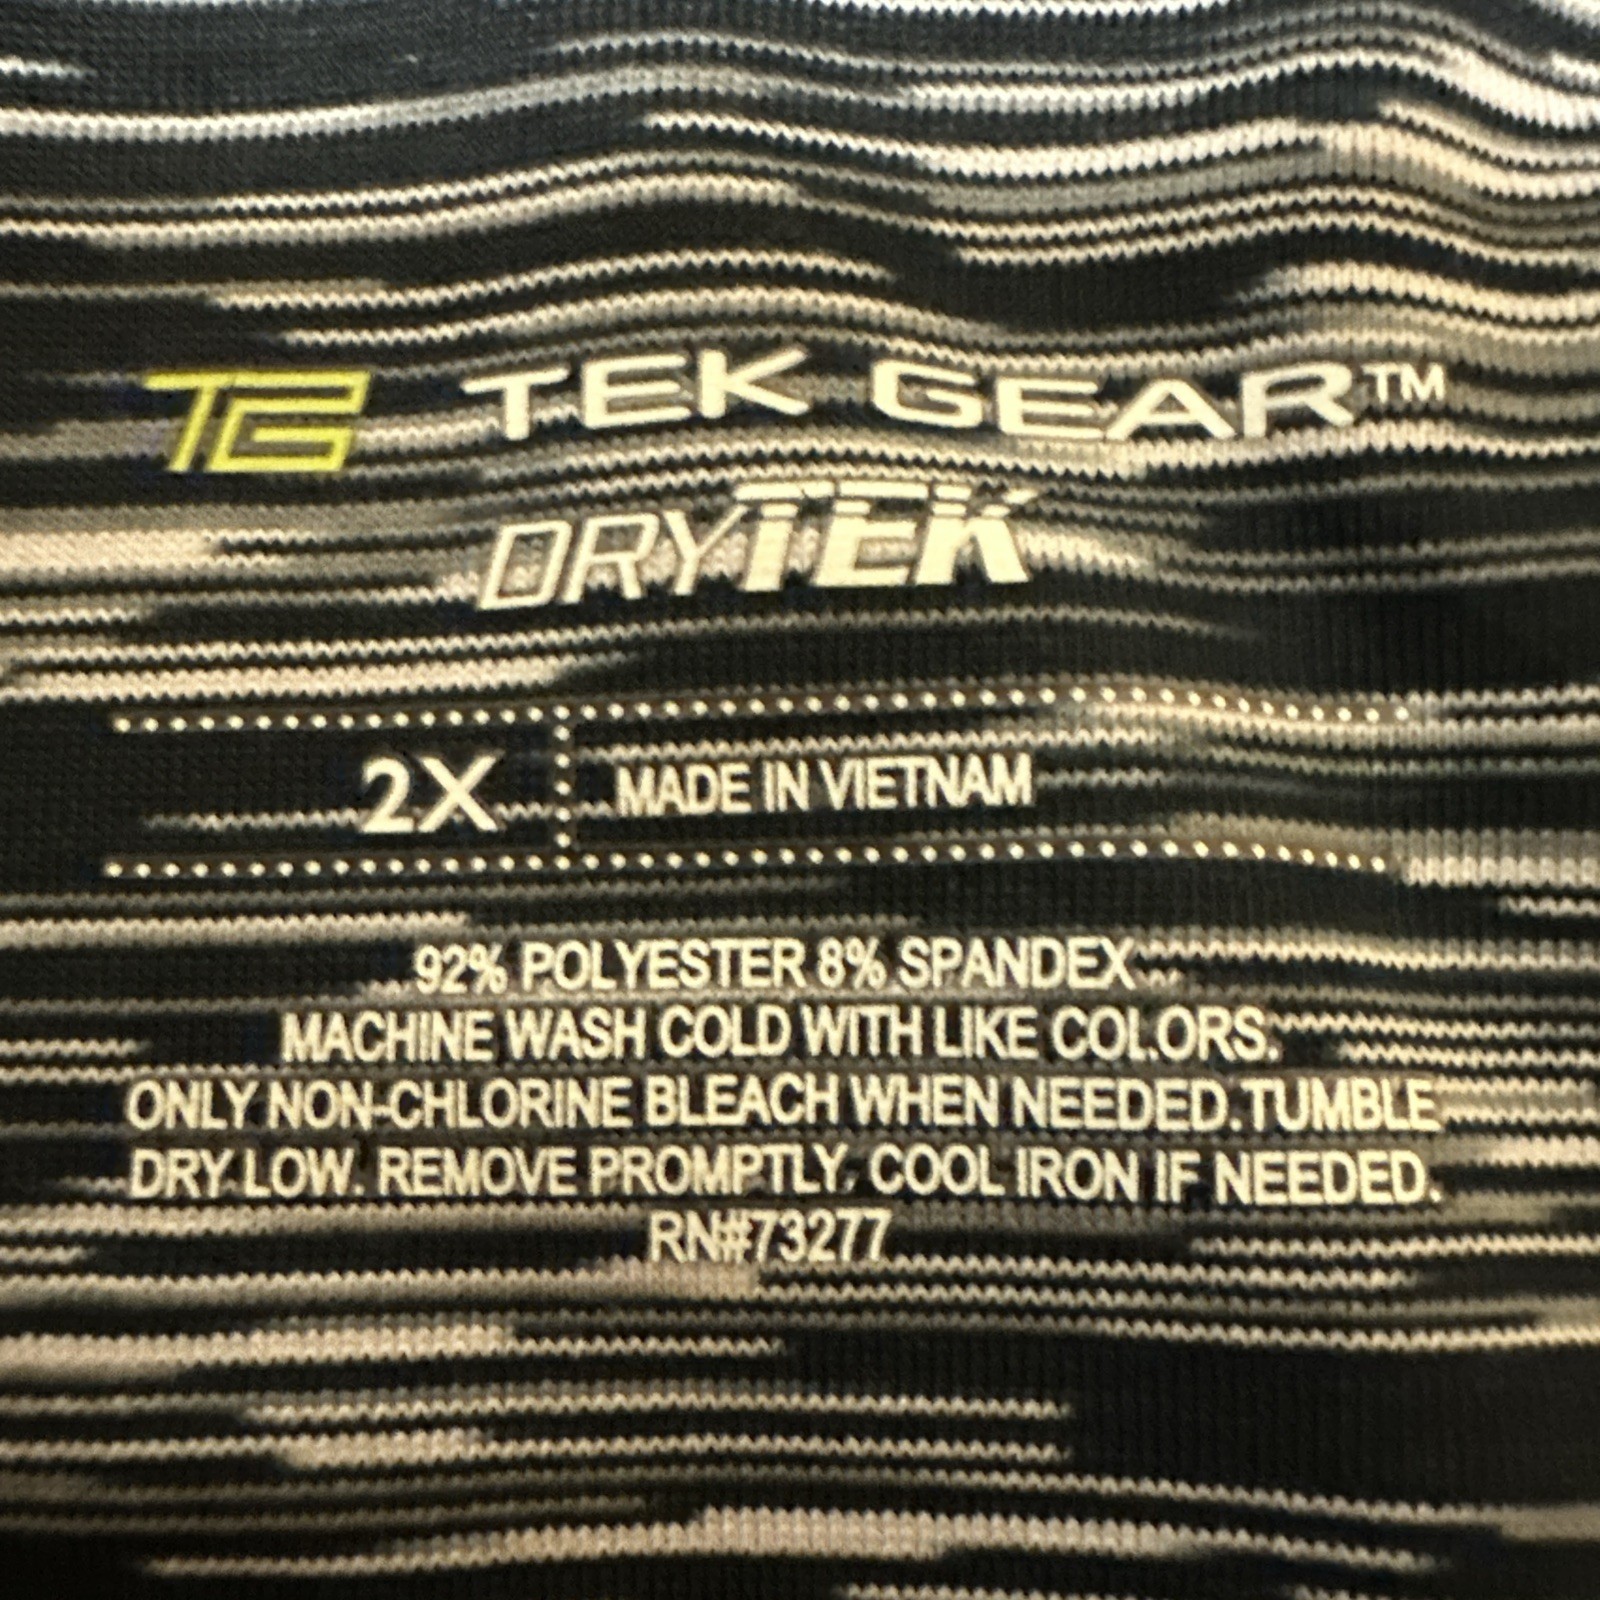 TG TEK GEAR™
DRYTEK
2X MADE IN VIETNAM
92% POLYESTER 8% SPANDEX
MACHINE WASH COLD WITH LIKE COLORS.
ONLY NON-CHLORINE BLEACH WHEN NEEDED.TUMBLE
DRY LOW. REMOVE PROMPTLY. COOL IRON IF NEEDED.
RN#73277